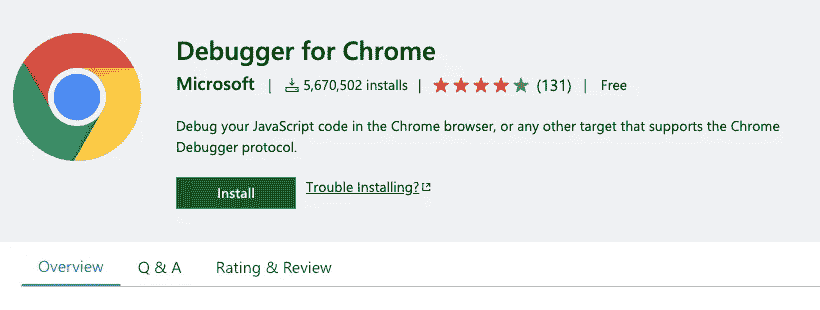 Debugger for Chrome
Microsoft | 5,670,502 installs | (131) | Free
Debug your JavaScript code in the Chrome browser, or any other target that supports the Chrome
Debugger protocol.
Install Trouble Installing?
Overview Q & A Rating & Review